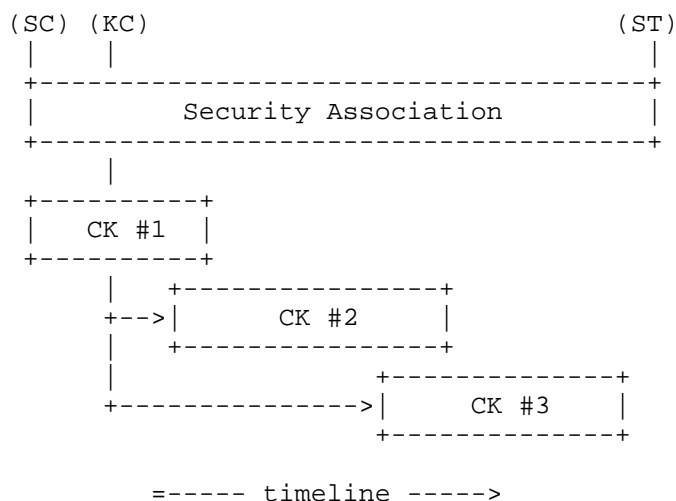 (SC) (KC) (ST)
Security Association
CK #1
CK #2
CK #3
=----- timeline ----->